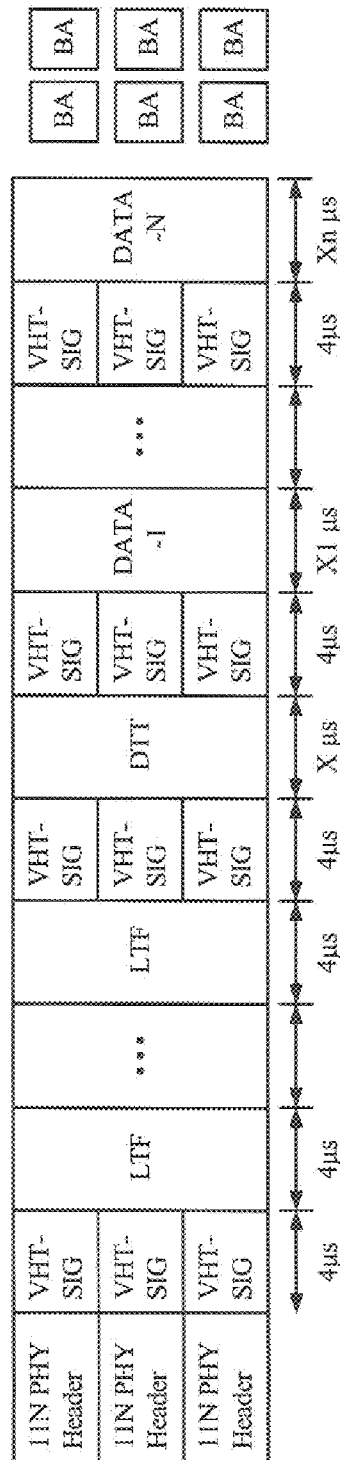 11N PHY
Header
11N PHY
Header
11N PHY
Header
VHT-
SIG
VHT-
SIG
VHT-
SIG
LTF
•••
LTF
VHT-
SIG
VHT-
SIG
VHT-
SIG
DTT
VHT-
SIG
VHT-
SIG
VHT-
SIG
DATA
-1
•••
VHT-
SIG
VHT-
SIG
VHT-
SIG
DATA
-N
BA
BA
BA
BA
BA
BA
4µs
4µs
4µs
4µs
X µs
4µs
X1 µs
4µs
Xn µs